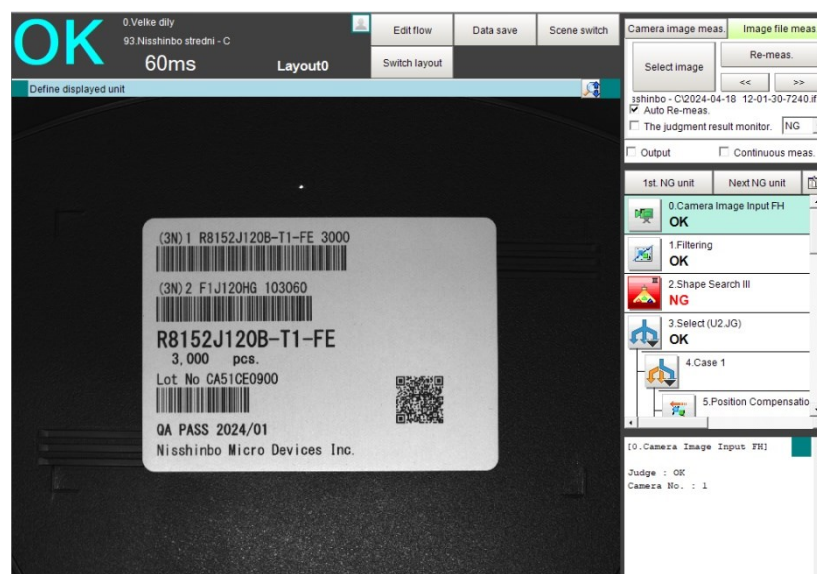 OK
0.Velke dily
93.Nisshinbo stredni - C
60ms
Layout0
Edit flow
Data save
Scene switch
Switch layout
Define displayed unit
(3N)1 R8152J120B-T1-FE 3000
(3N)2 F1J120HG 103060
R8152J120B-T1-FE
3,000 pcs.
Lot No CA51CE0900
QA PASS 2024/01
Nisshinbo Micro Devices Inc.
Camera image meas.
Image file meas
Select image
Re-meas.
<<
>>
sshinbo - C\2024-04-18 12-01-30-7240.if
Auto Re-meas.
The judgment result monitor.
NG
Output
Continuous meas.
1st. NG unit
Next NG unit
0.Camera Image Input FH
OK
1.Filtering
OK
2.Shape Search III
NG
3.Select (U2.JG)
OK
4.Case 1
5.Position Compensatio
[0.Camera Image Input FH]
Judge : OK
Camera No. : 1